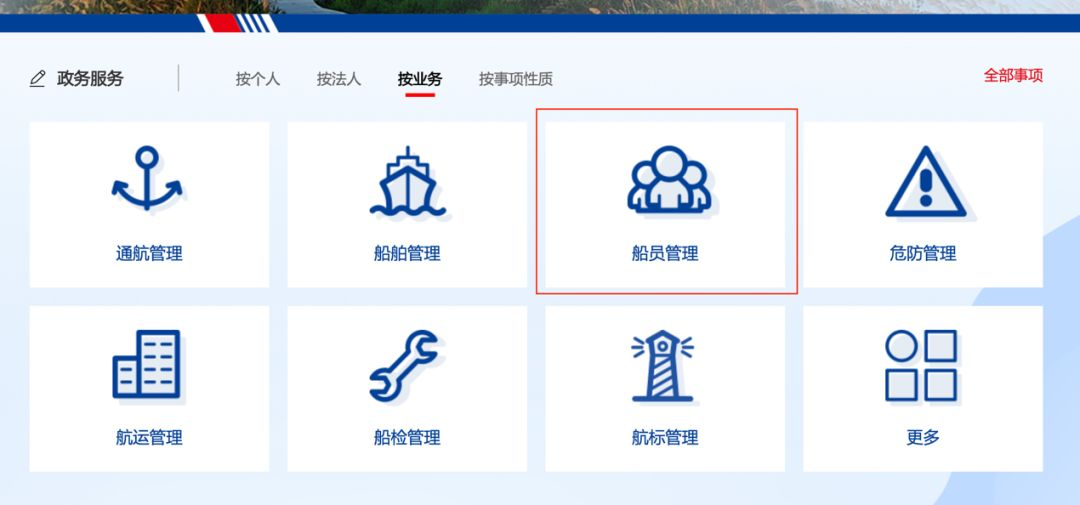 政务服务
按个人
按法人
按业务
按事项性质
全部事项
通航管理
船舶管理
船员管理
危防管理
航运管理
船检管理
航标管理
更多